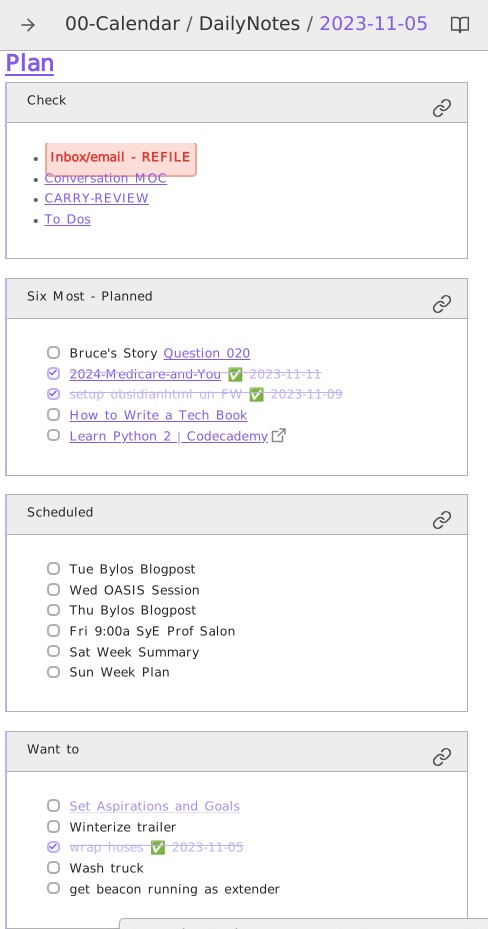 00-Calendar / DailyNotes / 2023-11-05
Plan
Check
Inbox/email - REFILE
Conversation MOC
CARRY-REVIEW
To Dos
Six Most - Planned
Bruce's Story Question 020
2024-Medicare-and-You ✅ 2023-11-11
setup obsidianhtml on FW ✅ 2023-11-09
How to Write a Tech Book
Learn Python 2 | Codecademy
Scheduled
Tue Bylos Blogpost
Wed OASIS Session
Thu Bylos Blogpost
Fri 9:00a SyE Prof Salon
Sat Week Summary
Sun Week Plan
Want to
Set Aspirations and Goals
Winterize trailer
wrap hoses ✅ 2023-11-05
Wash truck
get beacon running as extender